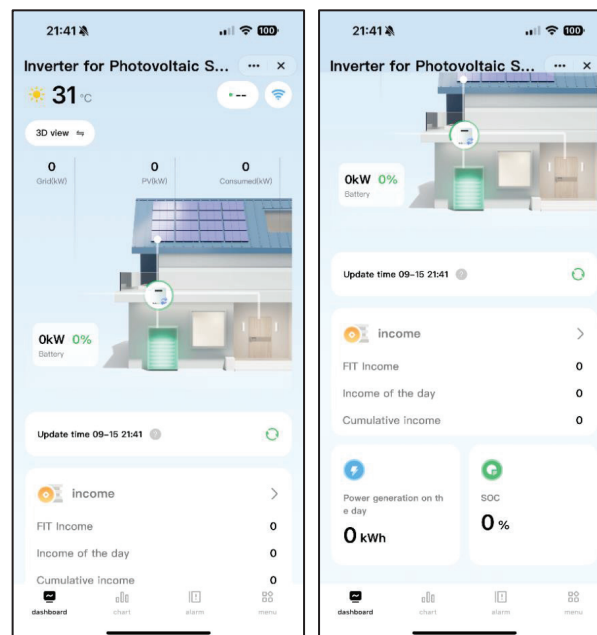 21:41
100
Inverter for Photovoltaic S...
31 °C
--
3D view
0
Grid(kW)
0
PV(kW)
0
Consumed(kW)
0kW 0%
Battery
Update time 09-15 21:41
income
FIT Income 0
Income of the day 0
Cumulative income 0
dashboard
chart
alarm
menu
21:41
100
Inverter for Photovoltaic S...
0kW 0%
Battery
Update time 09-15 21:41
income
FIT Income 0
Income of the day 0
Cumulative income 0
Power generation on th
e day
0 kWh
SOC
0 %
dashboard
chart
alarm
menu